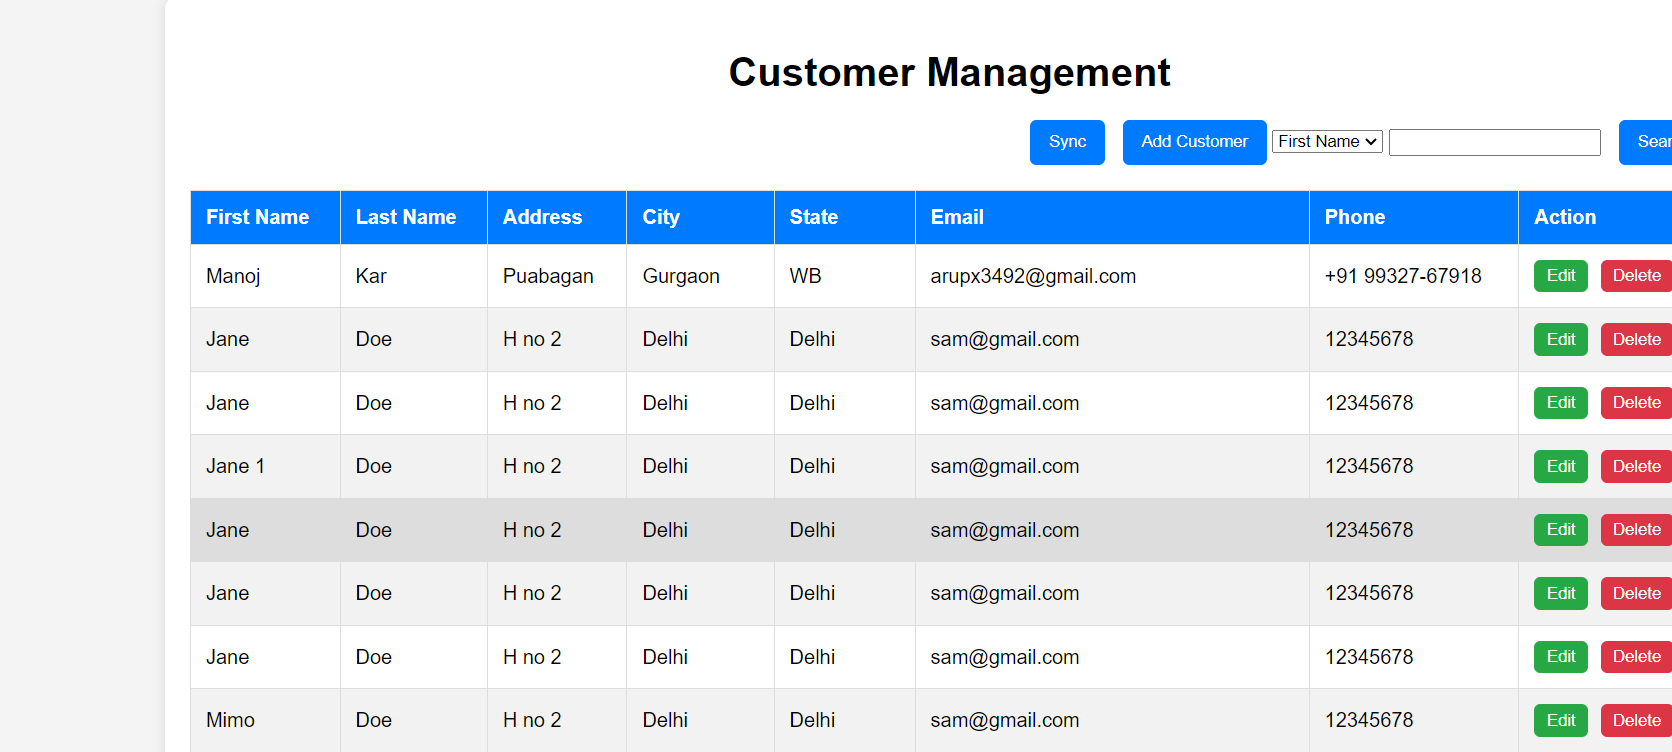 Customer Management
Sync Add Customer First Name Sear
First Name Last Name Address City State Email Phone Action
Manoj Kar Puabagan Gurgaon WB arupx3492@gmail.com +91 99327-67918 Edit Delete
Jane Doe H no 2 Delhi Delhi sam@gmail.com 12345678 Edit Delete
Jane Doe H no 2 Delhi Delhi sam@gmail.com 12345678 Edit Delete
Jane 1 Doe H no 2 Delhi Delhi sam@gmail.com 12345678 Edit Delete
Jane Doe H no 2 Delhi Delhi sam@gmail.com 12345678 Edit Delete
Jane Doe H no 2 Delhi Delhi sam@gmail.com 12345678 Edit Delete
Jane Doe H no 2 Delhi Delhi sam@gmail.com 12345678 Edit Delete
Mimo Doe H no 2 Delhi Delhi sam@gmail.com 12345678 Edit Delete